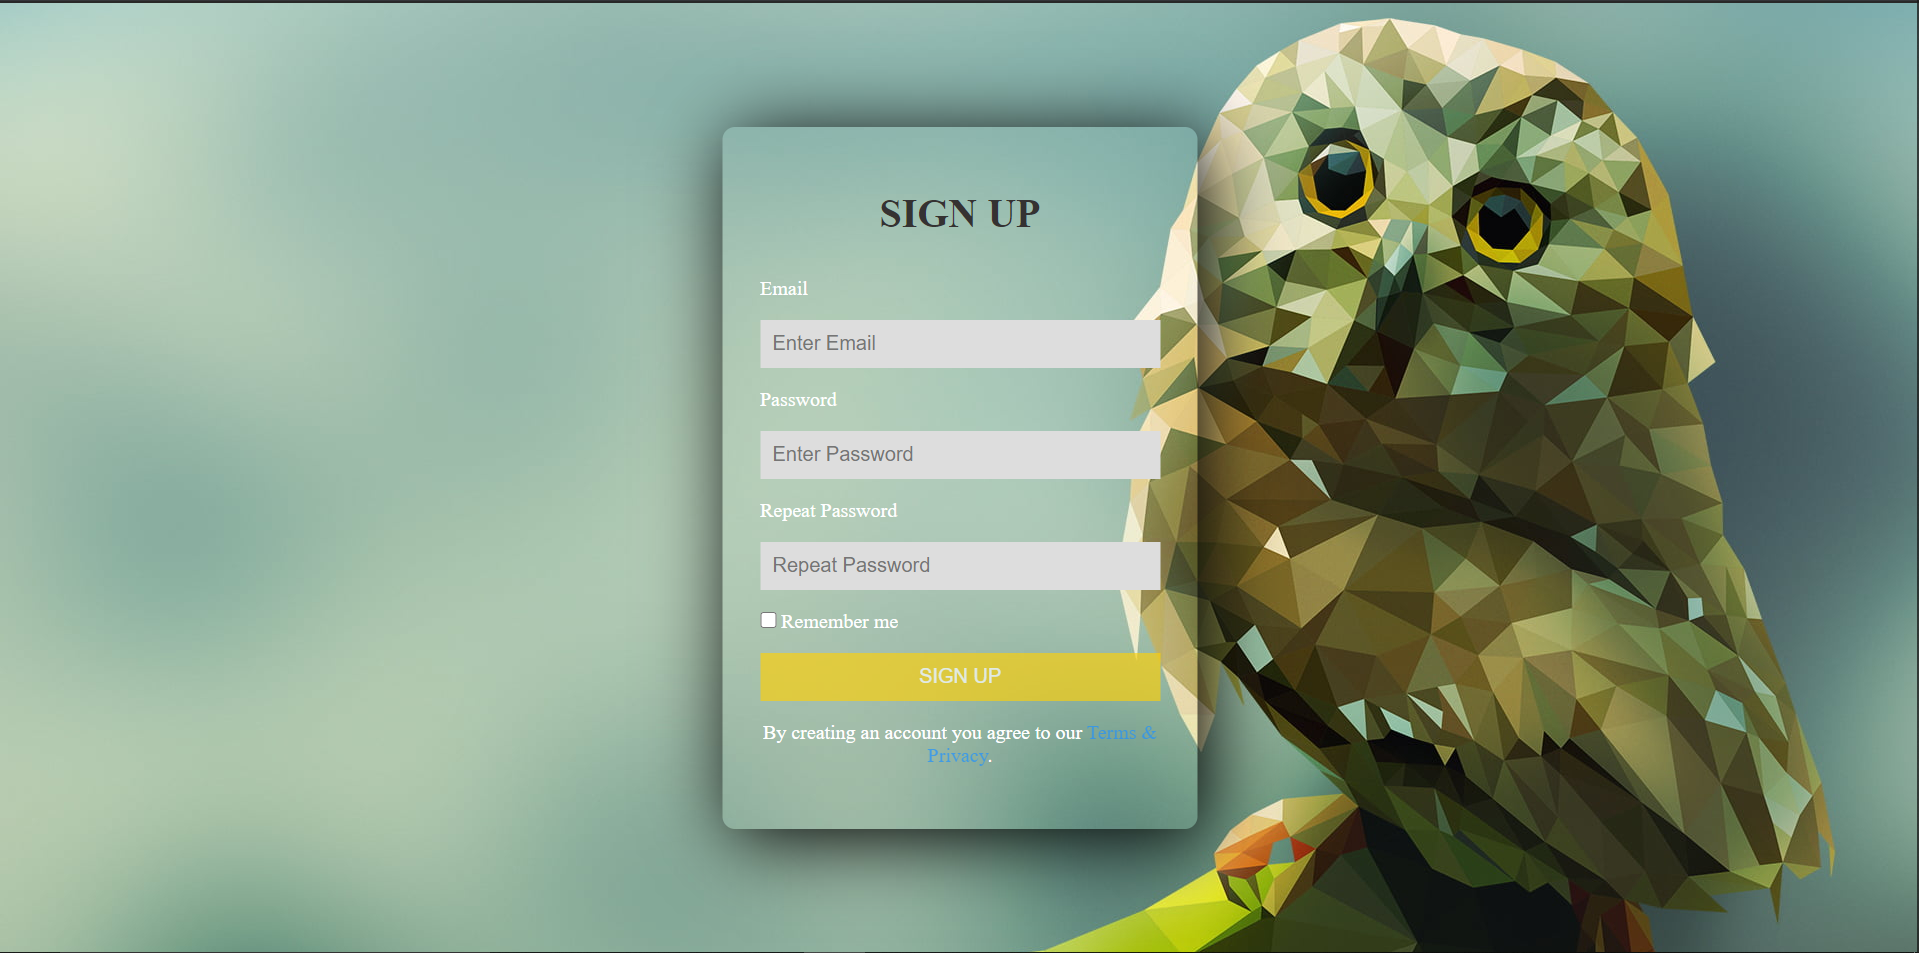 SIGN UP
Email
Enter Email
Password
Enter Password
Repeat Password
Repeat Password
Remember me
SIGN UP
By creating an account you agree to our Terms &
Privacy.